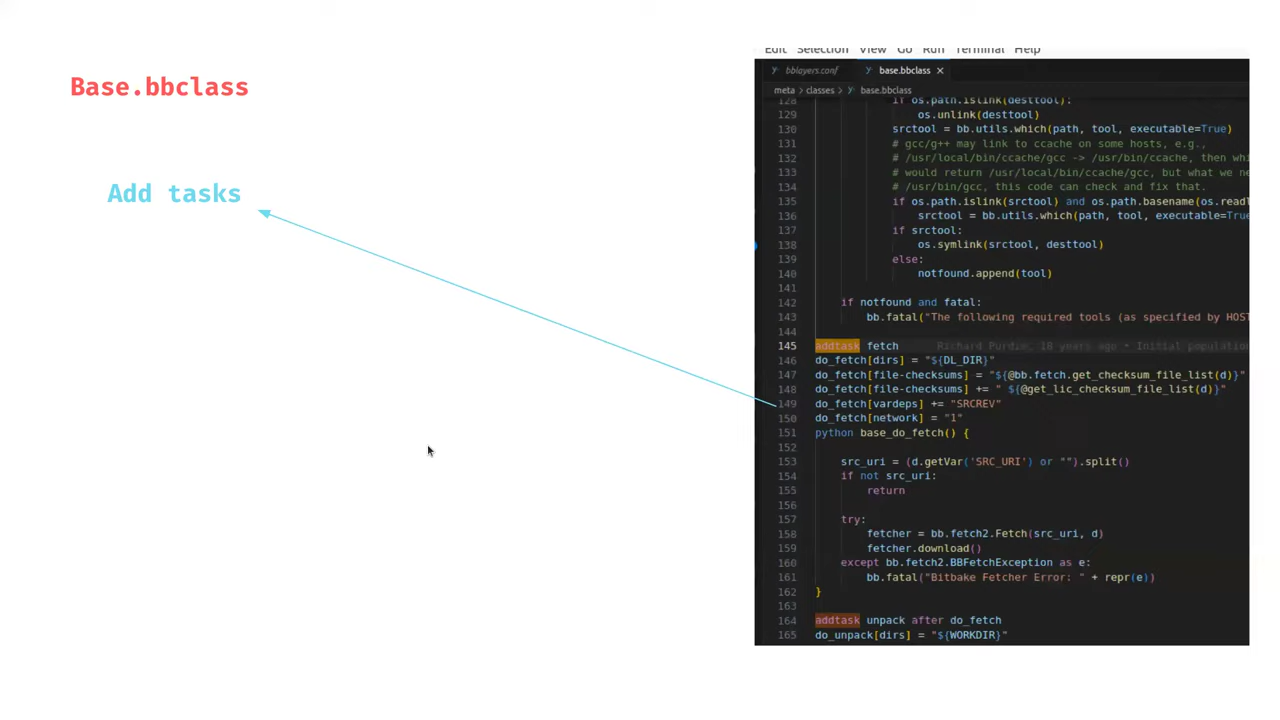 Base.bbclass
Add tasks
Edit Selection View Go Run Terminal Help
bblayers.conf base.bbclass ×
meta > classes > base.bbclass
128 if os.path.islink(desttool):
129 os.unlink(desttool)
130 srctool = bb.utils.which(path, tool, executable=True)
131 # gcc/g++ may link to ccache on some hosts, e.g.,
132 # /usr/local/bin/ccache/gcc -> /usr/bin/ccache, then whi
133 # would return /usr/local/bin/ccache/gcc, but what we ne
134 # /usr/bin/gcc, this code can check and fix that.
135 if os.path.islink(srctool) and os.path.basename(os.readl
136 srctool = bb.utils.which(path, tool, executable=True
137 if srctool:
138 os.symlink(srctool, desttool)
139 else:
140 notfound.append(tool)
141
142 if notfound and fatal:
143 bb.fatal("The following required tools (as specified by HOST
144
145 addtask fetch Richard Purdie, 18 years ago • Initial population
146 do_fetch[dirs] = "${DL_DIR}"
147 do_fetch[file-checksums] = "${@bb.fetch.get_checksum_file_list(d)}"
148 do_fetch[file-checksums] += " ${@get_lic_checksum_file_list(d)}"
149 do_fetch[vardeps] += "SRCREV"
150 do_fetch[network] = "1"
151 python base_do_fetch() {
152
153 src_uri = (d.getVar('SRC_URI') or "").split()
154 if not src_uri:
155 return
156
157 try:
158 fetcher = bb.fetch2.Fetch(src_uri, d)
159 fetcher.download()
160 except bb.fetch2.BBFetchException as e:
161 bb.fatal("Bitbake Fetcher Error: " + repr(e))
162 }
163
164 addtask unpack after do_fetch
165 do_unpack[dirs] = "${WORKDIR}"